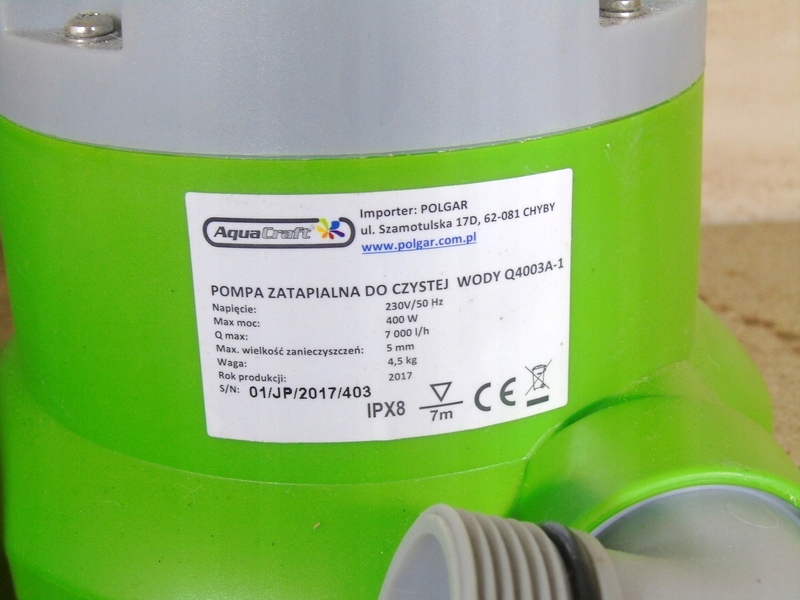 AquaCraft
Importer: POLGAR
ul. Szamotulska 17D, 62-081 CHYBY
www.polgar.com.pl
POMPA ZATAPIALNA DO CZYSTEJ WODY Q4003A-1
Napięcie: 230V/50 Hz
Max moc: 400 W
Q max: 7 000 l/h
Max. wielkość zanieczyszczeń: 5 mm
Waga: 4,5 kg
Rok produkcji: 2017
S/N: 01/JP/2017/403
IPX8 7m CE